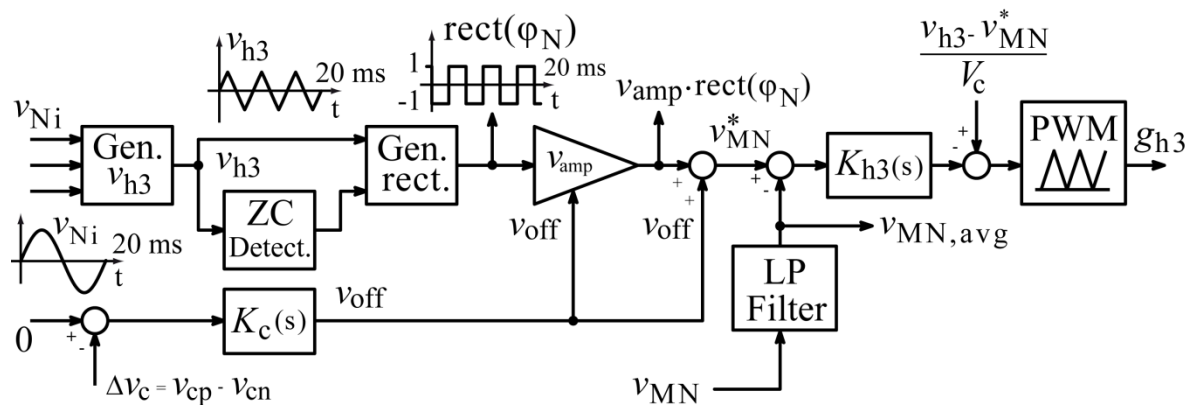 v_h3
20 ms
t
rect(φ_N)
1
-1
20 ms
t
v_amp·rect(φ_N)
v_h3 - v*_MN
V_c
v_Ni
Gen.
v_h3
v_h3
Gen.
rect.
v_amp
+
+
v*_MN
+
-
K_h3(s)
+
-
PWM
g_h3
ZC
Detect.
v_off
v_off
v_MN,avg
v_Ni
20 ms
t
LP
Filter
0
+
-
K_c(s)
v_off
Δv_c = v_cp - v_cn
v_MN